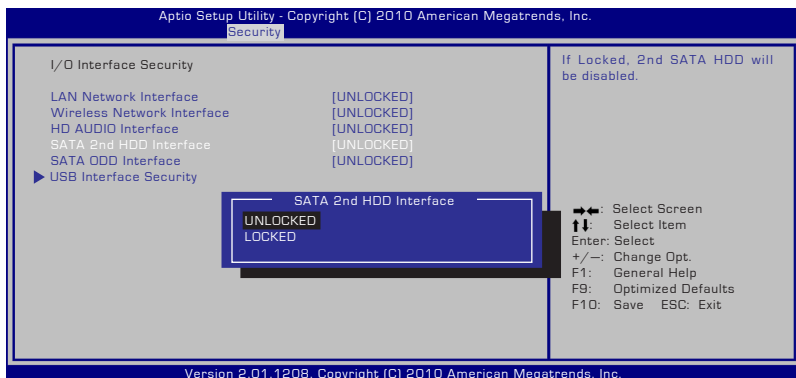 Aptio Setup Utility - Copyright (C) 2010 American Megatrends, Inc.
Security
I/O Interface Security
LAN Network Interface [UNLOCKED]
Wireless Network Interface [UNLOCKED]
HD AUDIO Interface [UNLOCKED]
SATA 2nd HDD Interface [UNLOCKED]
SATA ODD Interface [UNLOCKED]
USB Interface Security
SATA 2nd HDD Interface
UNLOCKED
LOCKED
If Locked, 2nd SATA HDD will
be disabled.
→←: Select Screen
↑↓: Select Item
Enter: Select
+/—: Change Opt.
F1: General Help
F9: Optimized Defaults
F10: Save ESC: Exit
Version 2.01.1208. Copyright (C) 2010 American Megatrends, Inc.